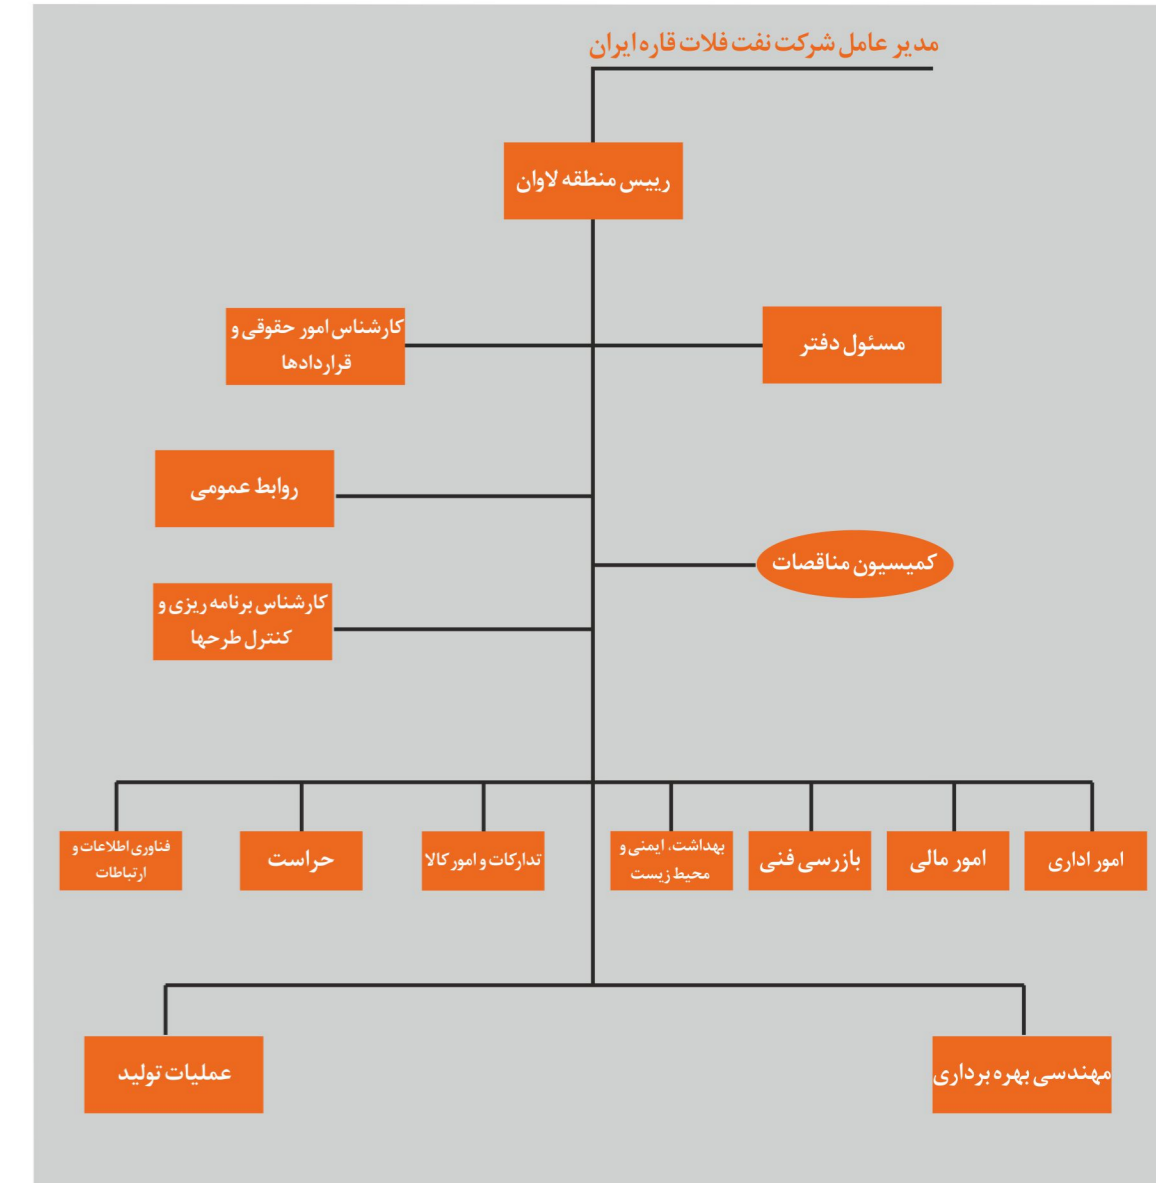 مدیر عامل شرکت نفت فلات قاره ایران
رییس منطقه لاوان
مسئول دفتر
کارشناس امور حقوقی و
قراردادها
روابط عمومی
کمیسیون مناقصات
کارشناس برنامه ریزی و
کنترل طرحها
امور اداری
امور مالی
بازرسی فنی
بهداشت، ایمنی و
محیط زیست
تدارکات و امور کالا
حراست
فناوری اطلاعات و
ارتباطات
مهندسی بهره برداری
عملیات تولید